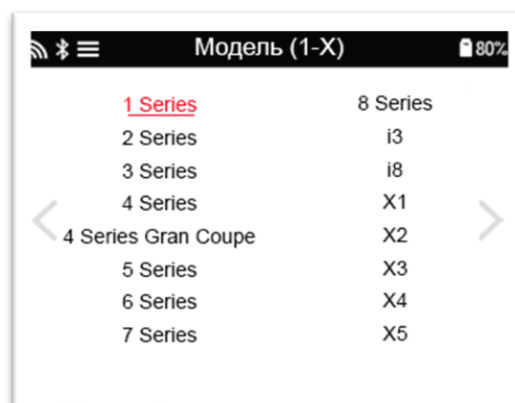 Модель (1-X)
80%
1 Series
2 Series
3 Series
4 Series
4 Series Gran Coupe
5 Series
6 Series
7 Series
8 Series
i3
i8
X1
X2
X3
X4
X5